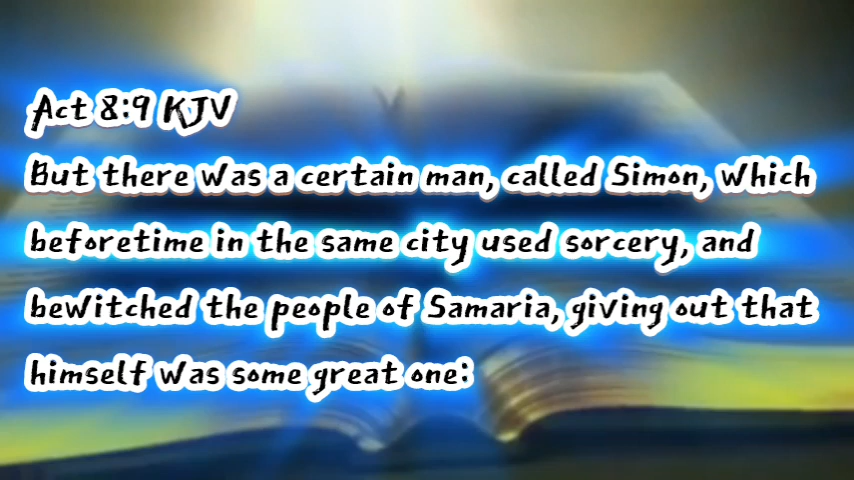 Act 8:9 KJV
But there was a certain man, called Simon, which
beforetime in the same city used sorcery, and
bewitched the people of Samaria, giving out that
himself was some great one: